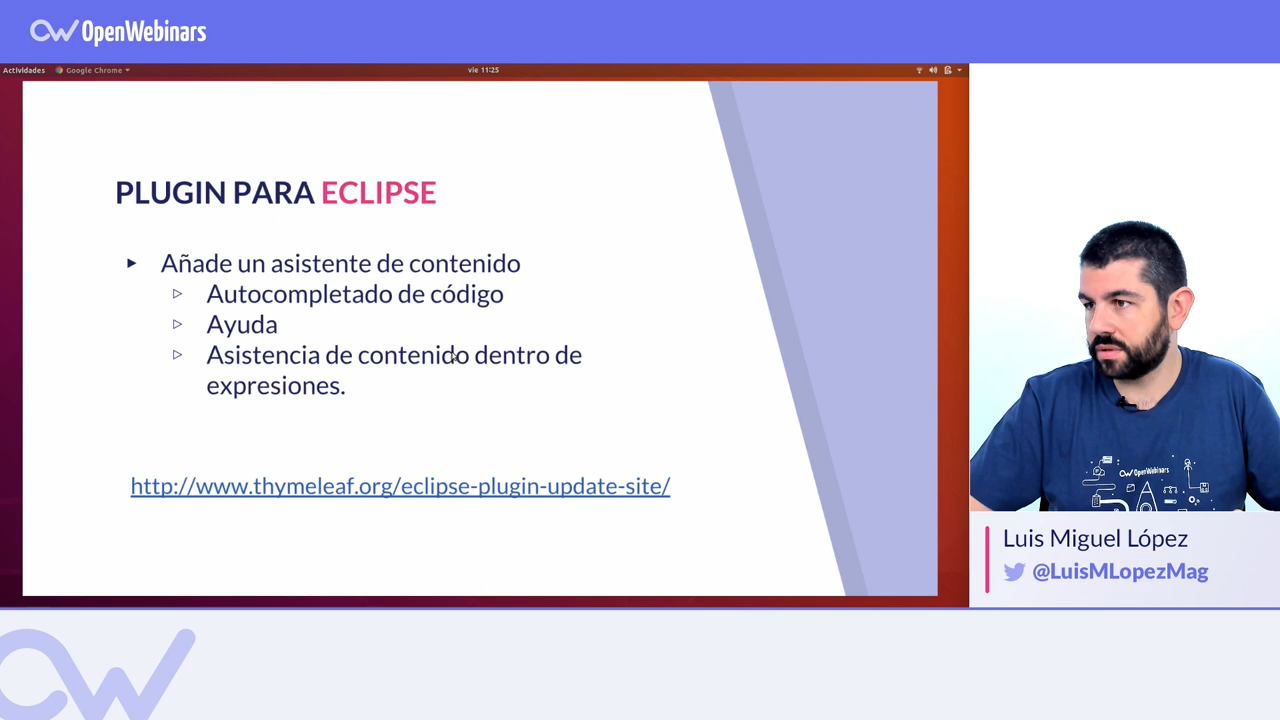 OpenWebinars
Actividades
Google Chrome
vie 11:25
PLUGIN PARA ECLIPSE
Añade un asistente de contenido
Autocompletado de código
Ayuda
Asistencia de contenido dentro de
expresiones.
http://www.thymeleaf.org/eclipse-plugin-update-site/
OpenWebinars
Luis Miguel López
@LuisMLopezMag